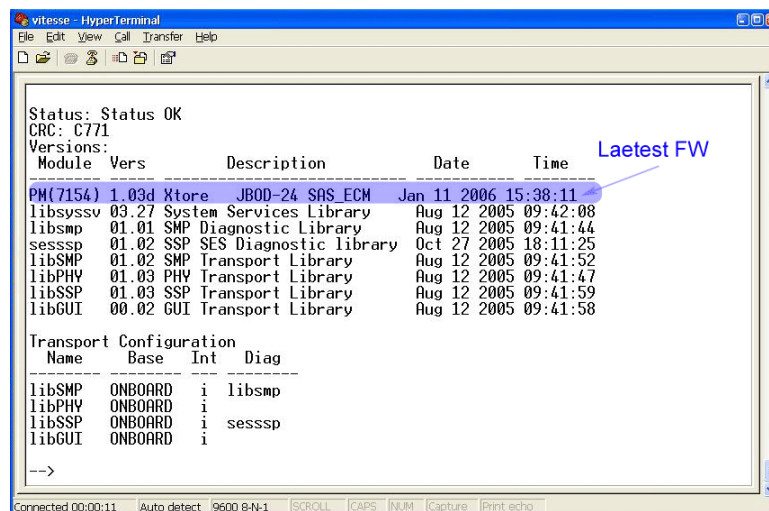 vitesse - HyperTerminal
File Edit View Call Transfer Help
Status: Status OK
CRC: C771
Versions:
Module Vers Description Date Time
PM(7154) 1.03d Xtore JBOD-24 SAS_ECM Jan 11 2006 15:38:11
Laetest FW
libsyssv 03.27 System Services Library Aug 12 2005 09:42:08
libsmp 01.01 SMP Diagnostic Library Aug 12 2005 09:41:44
sesssp 01.02 SSP SES Diagnostic library Oct 27 2005 18:11:25
libSMP 01.02 SMP Transport Library Aug 12 2005 09:41:52
libPHY 01.03 PHY Transport Library Aug 12 2005 09:41:47
libSSP 01.03 SSP Transport Library Aug 12 2005 09:41:59
libGUI 00.02 GUI Transport Library Aug 12 2005 09:41:58
Transport Configuration
Name Base Int Diag
libSMP ONBOARD i libsmp
libPHY ONBOARD i
libSSP ONBOARD i sesssp
libGUI ONBOARD i
-->
Connected 00:00:11 Auto detect 9600 8-N-1 SCROLL CAPS NUM Capture Print echo